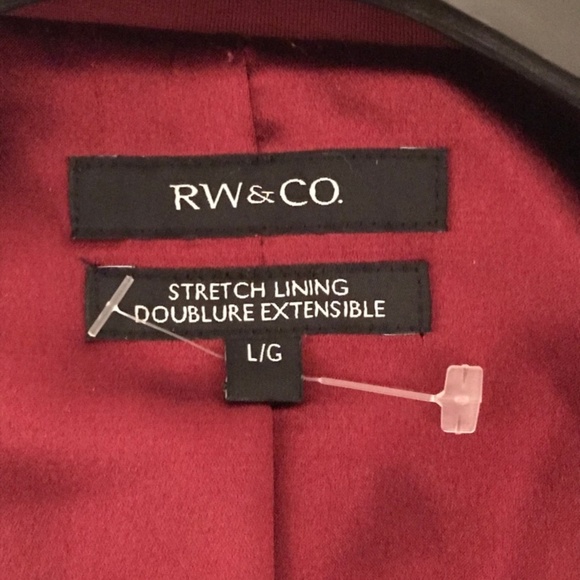 RW&CO.
STRETCH LINING
DOUBLURE EXTENSIBLE
L/G